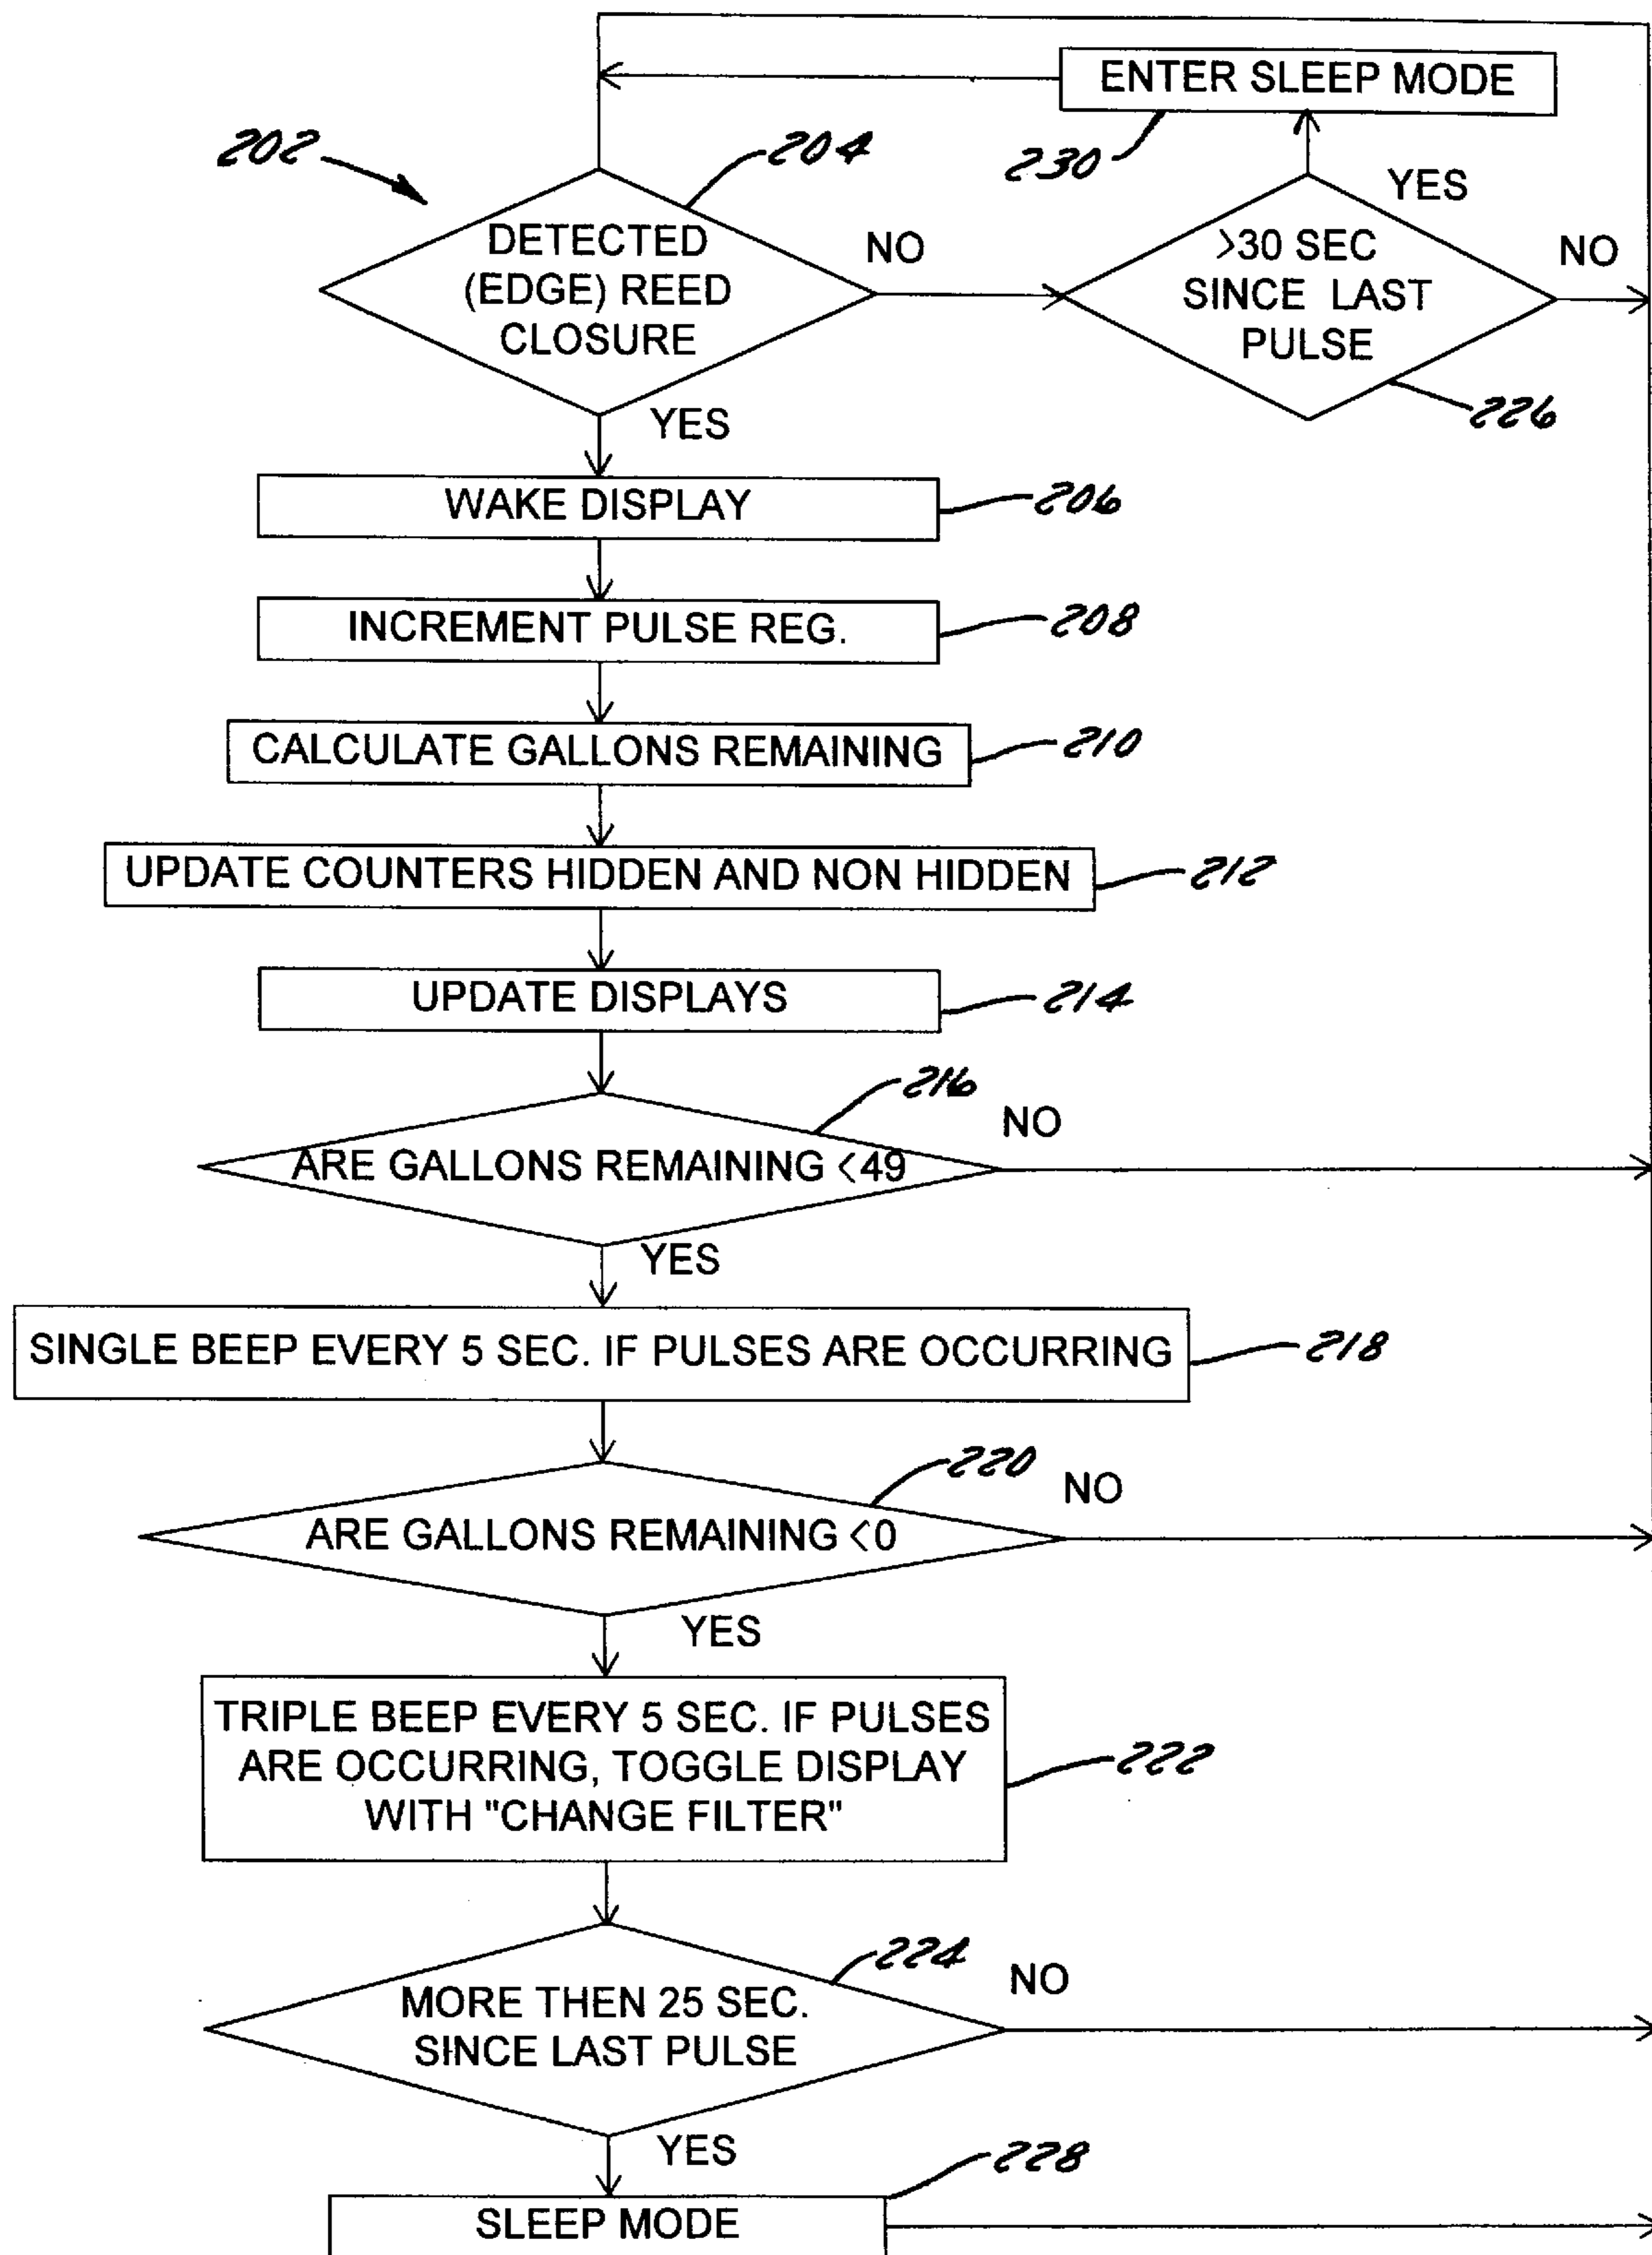 ENTER SLEEP MODE
202
204
230
YES
DETECTED
(EDGE) REED
CLOSURE
NO
>30 SEC
SINCE LAST
PULSE
NO
226
YES
WAKE DISPLAY
206
INCREMENT PULSE REG.
208
CALCULATE GALLONS REMAINING
210
UPDATE COUNTERS HIDDEN AND NON HIDDEN
212
UPDATE DISPLAYS
214
216
NO
ARE GALLONS REMAINING <49
YES
SINGLE BEEP EVERY 5 SEC. IF PULSES ARE OCCURRING
218
220
NO
ARE GALLONS REMAINING <0
YES
TRIPLE BEEP EVERY 5 SEC. IF PULSES
ARE OCCURRING, TOGGLE DISPLAY
WITH "CHANGE FILTER"
222
224
NO
MORE THEN 25 SEC.
SINCE LAST PULSE
YES
228
SLEEP MODE